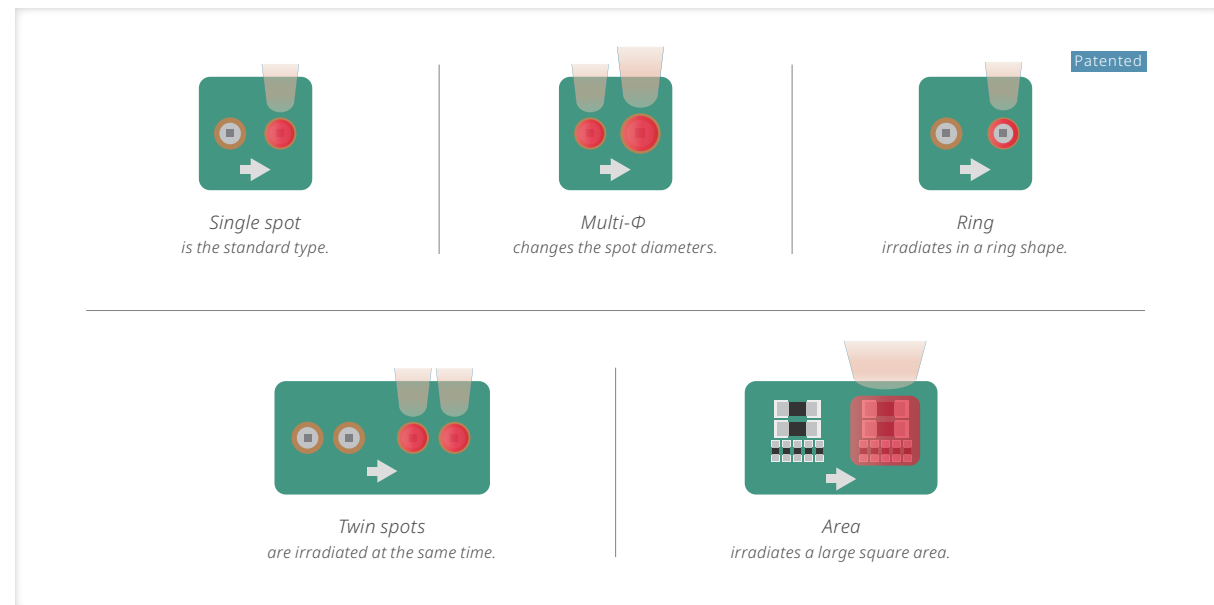 Patented
Single spot
is the standard type.
Multi-Φ
changes the spot diameters.
Ring
irradiates in a ring shape.
Twin spots
are irradiated at the same time.
Area
irradiates a large square area.